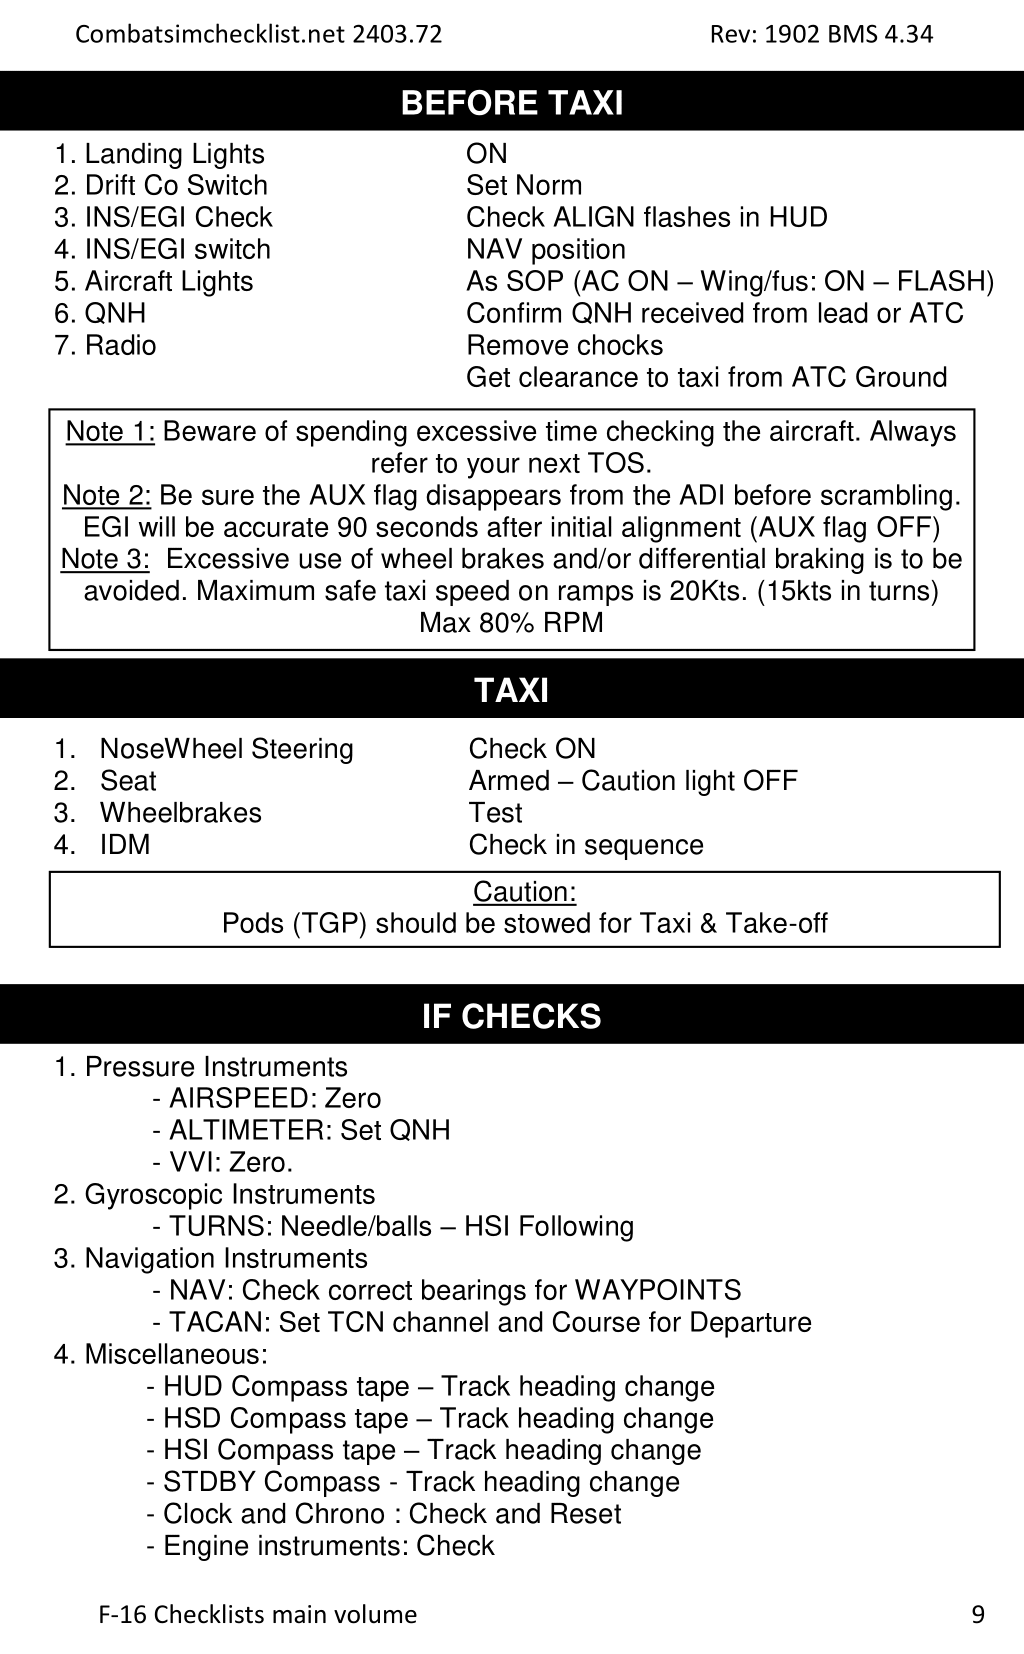 Combatsimchecklist.net 2403.72 Rev: 1902 BMS 4.34
BEFORE TAXI
1. Landing Lights ON
2. Drift Co Switch Set Norm
3. INS/EGI Check Check ALIGN flashes in HUD
4. INS/EGI switch NAV position
5. Aircraft Lights As SOP (AC ON – Wing/fus: ON – FLASH)
6. QNH Confirm QNH received from lead or ATC
7. Radio Remove chocks
Get clearance to taxi from ATC Ground
Note 1: Beware of spending excessive time checking the aircraft. Always
refer to your next TOS.
Note 2: Be sure the AUX flag disappears from the ADI before scrambling.
EGI will be accurate 90 seconds after initial alignment (AUX flag OFF)
Note 3: Excessive use of wheel brakes and/or differential braking is to be
avoided. Maximum safe taxi speed on ramps is 20Kts. (15kts in turns)
Max 80% RPM
TAXI
1. NoseWheel Steering Check ON
2. Seat Armed – Caution light OFF
3. Wheelbrakes Test
4. IDM Check in sequence
Caution:
Pods (TGP) should be stowed for Taxi & Take-off
IF CHECKS
1. Pressure Instruments
- AIRSPEED: Zero
- ALTIMETER: Set QNH
- VVI: Zero.
2. Gyroscopic Instruments
- TURNS: Needle/balls – HSI Following
3. Navigation Instruments
- NAV: Check correct bearings for WAYPOINTS
- TACAN: Set TCN channel and Course for Departure
4. Miscellaneous:
- HUD Compass tape – Track heading change
- HSD Compass tape – Track heading change
- HSI Compass tape – Track heading change
- STDBY Compass - Track heading change
- Clock and Chrono : Check and Reset
- Engine instruments: Check
F-16 Checklists main volume 9